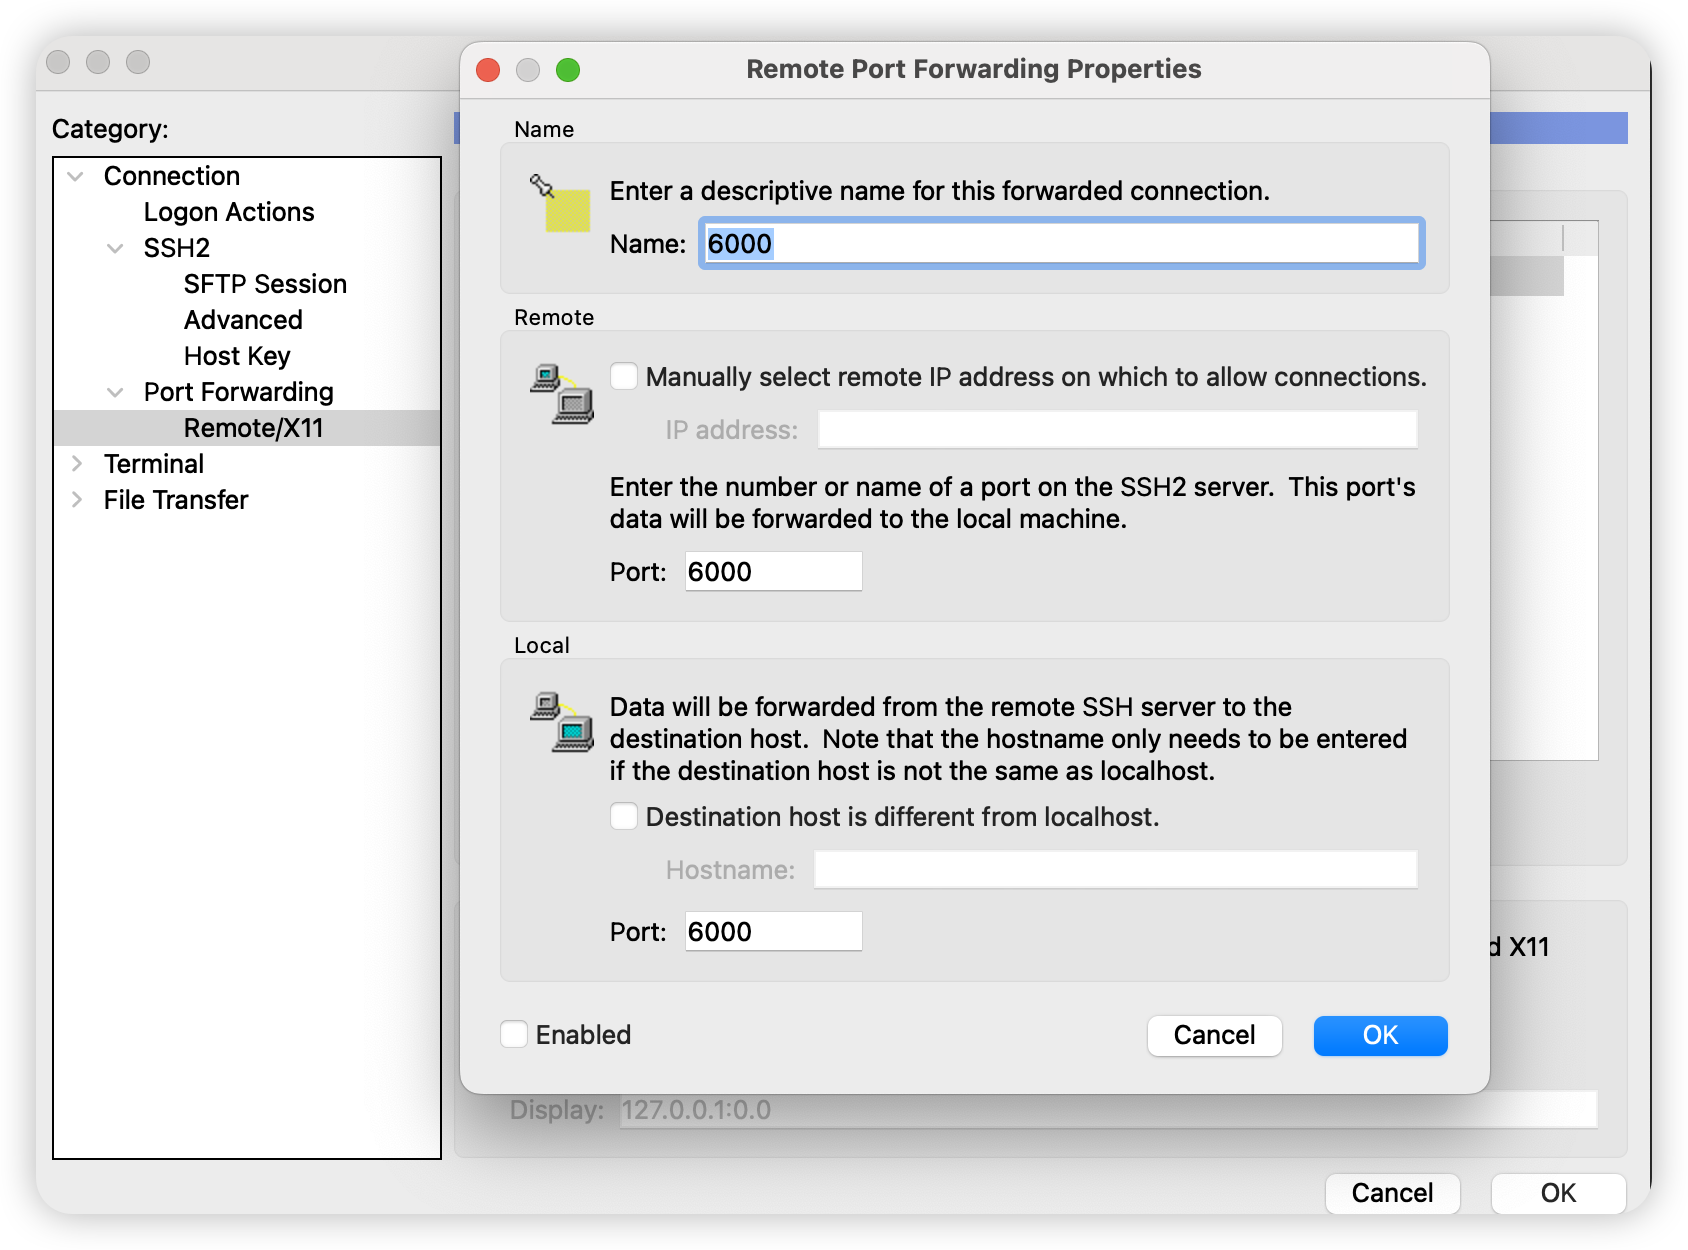 Remote Port Forwarding Properties
Category:
Connection
Logon Actions
SSH2
SFTP Session
Advanced
Host Key
Port Forwarding
Remote/X11
Terminal
File Transfer
Name
Enter a descriptive name for this forwarded connection.
Name: 6000
Remote
Manually select remote IP address on which to allow connections.
IP address:
Enter the number or name of a port on the SSH2 server.  This port's
data will be forwarded to the local machine.
Port: 6000
Local
Data will be forwarded from the remote SSH server to the
destination host.  Note that the hostname only needs to be entered
if the destination host is not the same as localhost.
Destination host is different from localhost.
Hostname:
Port: 6000
Enabled
Cancel
OK
X11
Display: 127.0.0.1:0.0
Cancel
OK